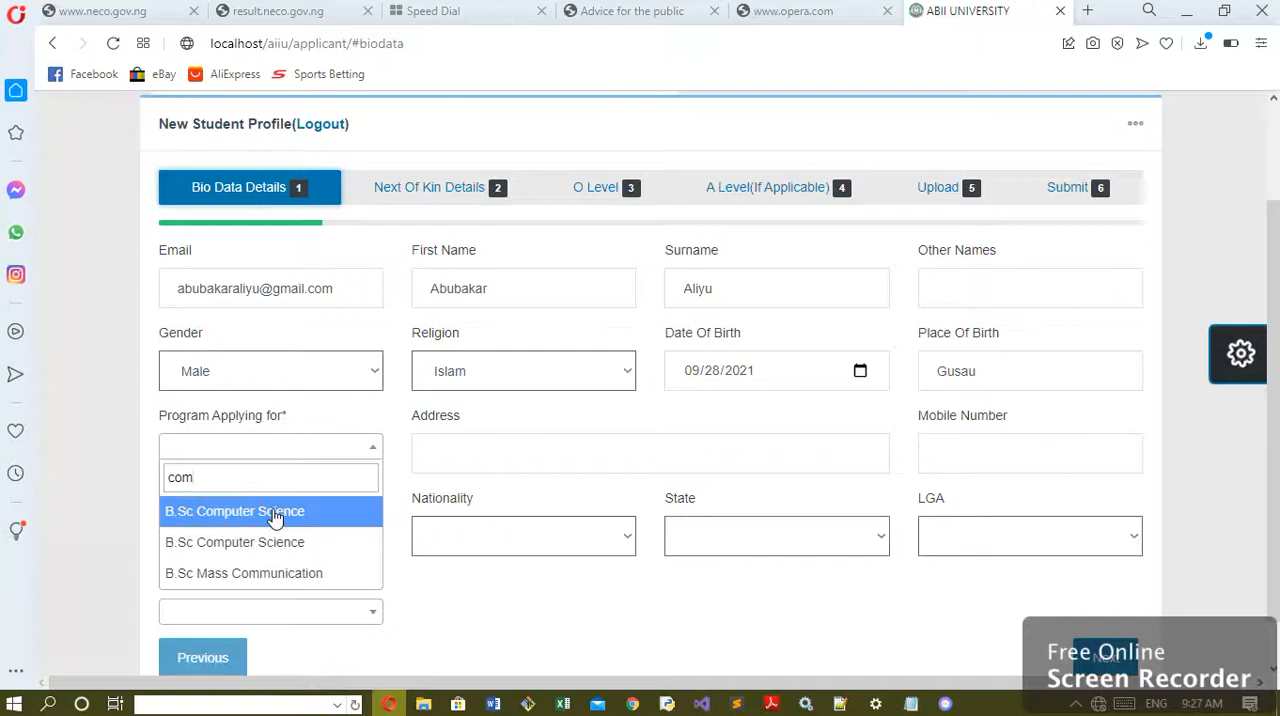 www.neco.gov.ng
result.neco.gov.ng
Speed Dial
Advice for the public
www.opera.com
ABII UNIVERSITY
localhost/aiiu/applicant/#biodata
Facebook
eBay
AliExpress
Sports Betting
New Student Profile(Logout)
Bio Data Details 1
Next Of Kin Details 2
O Level 3
A Level(If Applicable) 4
Upload 5
Submit 6
Email
First Name
Surname
Other Names
abubakaraliyu@gmail.com
Abubakar
Aliyu
Gender
Religion
Date Of Birth
Place Of Birth
Male
Islam
09/28/2021
Gusau
Program Applying for*
Address
Mobile Number
com
B.Sc Computer Science
Nationality
State
LGA
B.Sc Computer Science
B.Sc Mass Communication
Previous
Next
Free Online
Screen Recorder
ENG
9:27 AM